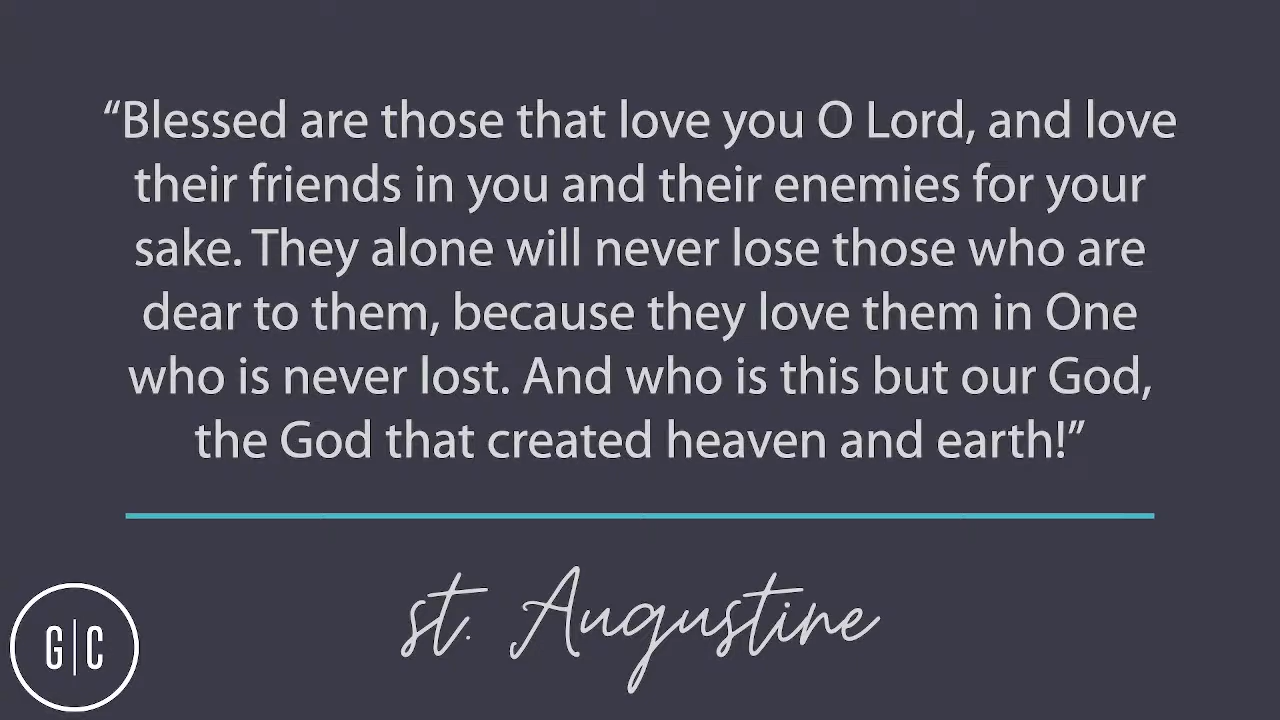 “Blessed are those that love you O Lord, and love
their friends in you and their enemies for your
sake. They alone will never lose those who are
dear to them, because they love them in One
who is never lost. And who is this but our God,
the God that created heaven and earth!”
st. Augustine
G|C